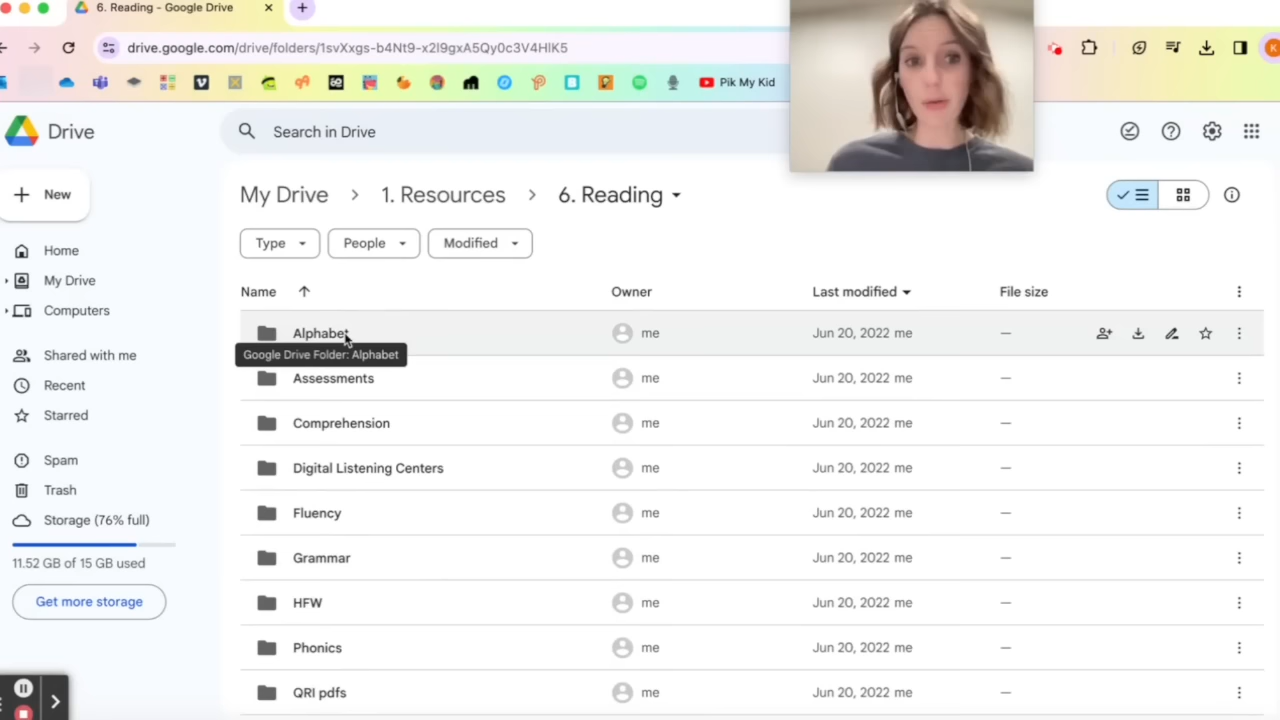 6. Reading - Google Drive
drive.google.com/drive/folders/1svXxgs-b4Nt9-x2l9gxA5Qy0c3V4HlK5
K
Pik My Kid
Drive
Search in Drive
New
My Drive > 1. Resources > 6. Reading
Type People Modified
Home
My Drive
Computers
Shared with me
Recent
Starred
Spam
Trash
Storage (76% full)
11.52 GB of 15 GB used
Get more storage
Name Owner Last modified File size
Alphabet me Jun 20, 2022 me —
Google Drive Folder: Alphabet
Assessments me Jun 20, 2022 me —
Comprehension me Jun 20, 2022 me —
Digital Listening Centers me Jun 20, 2022 me —
Fluency me Jun 20, 2022 me —
Grammar me Jun 20, 2022 me —
HFW me Jun 20, 2022 me —
Phonics me Jun 20, 2022 me —
QRI pdfs me Jun 20, 2022 me —